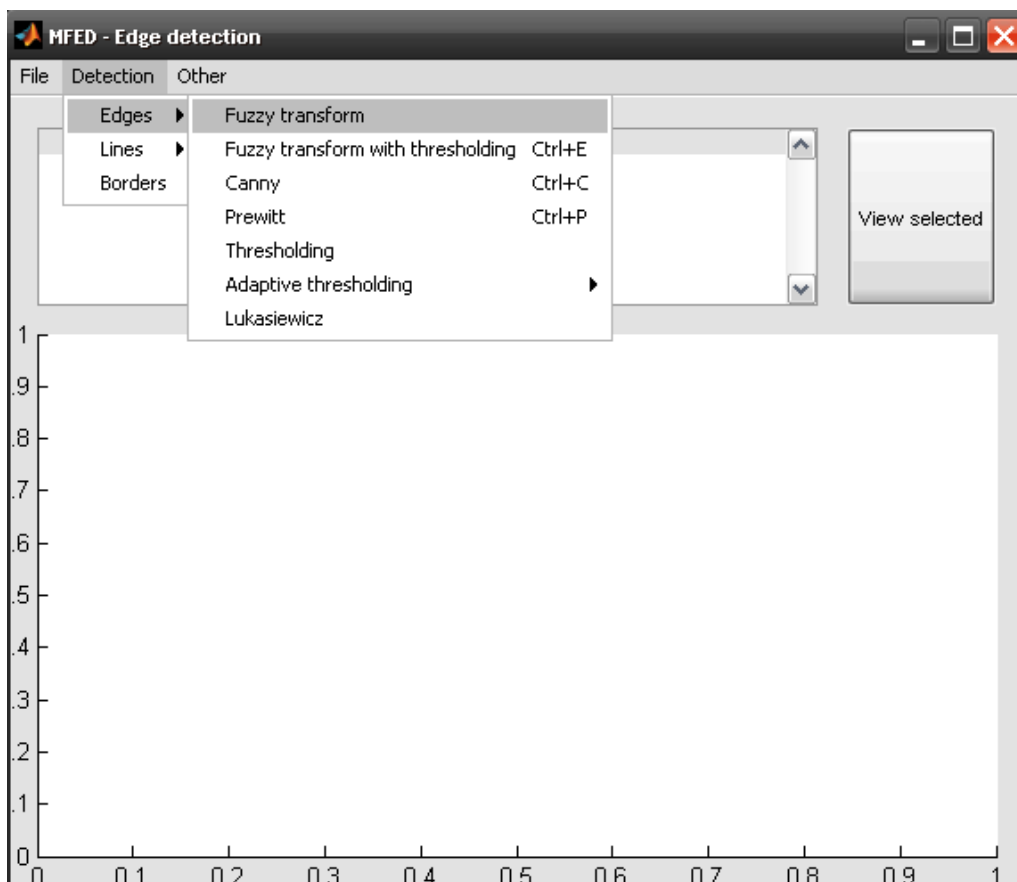 MFED - Edge detection
File Detection Other
Edges
Lines
Borders
Fuzzy transform
Fuzzy transform with thresholding Ctrl+E
Canny Ctrl+C
Prewitt Ctrl+P
Thresholding
Adaptive thresholding
Lukasiewicz
View selected
1
.9
.8
.7
.6
.5
.4
.3
.2
.1
0
0 0.1 0.2 0.3 0.4 0.5 0.6 0.7 0.8 0.9 1